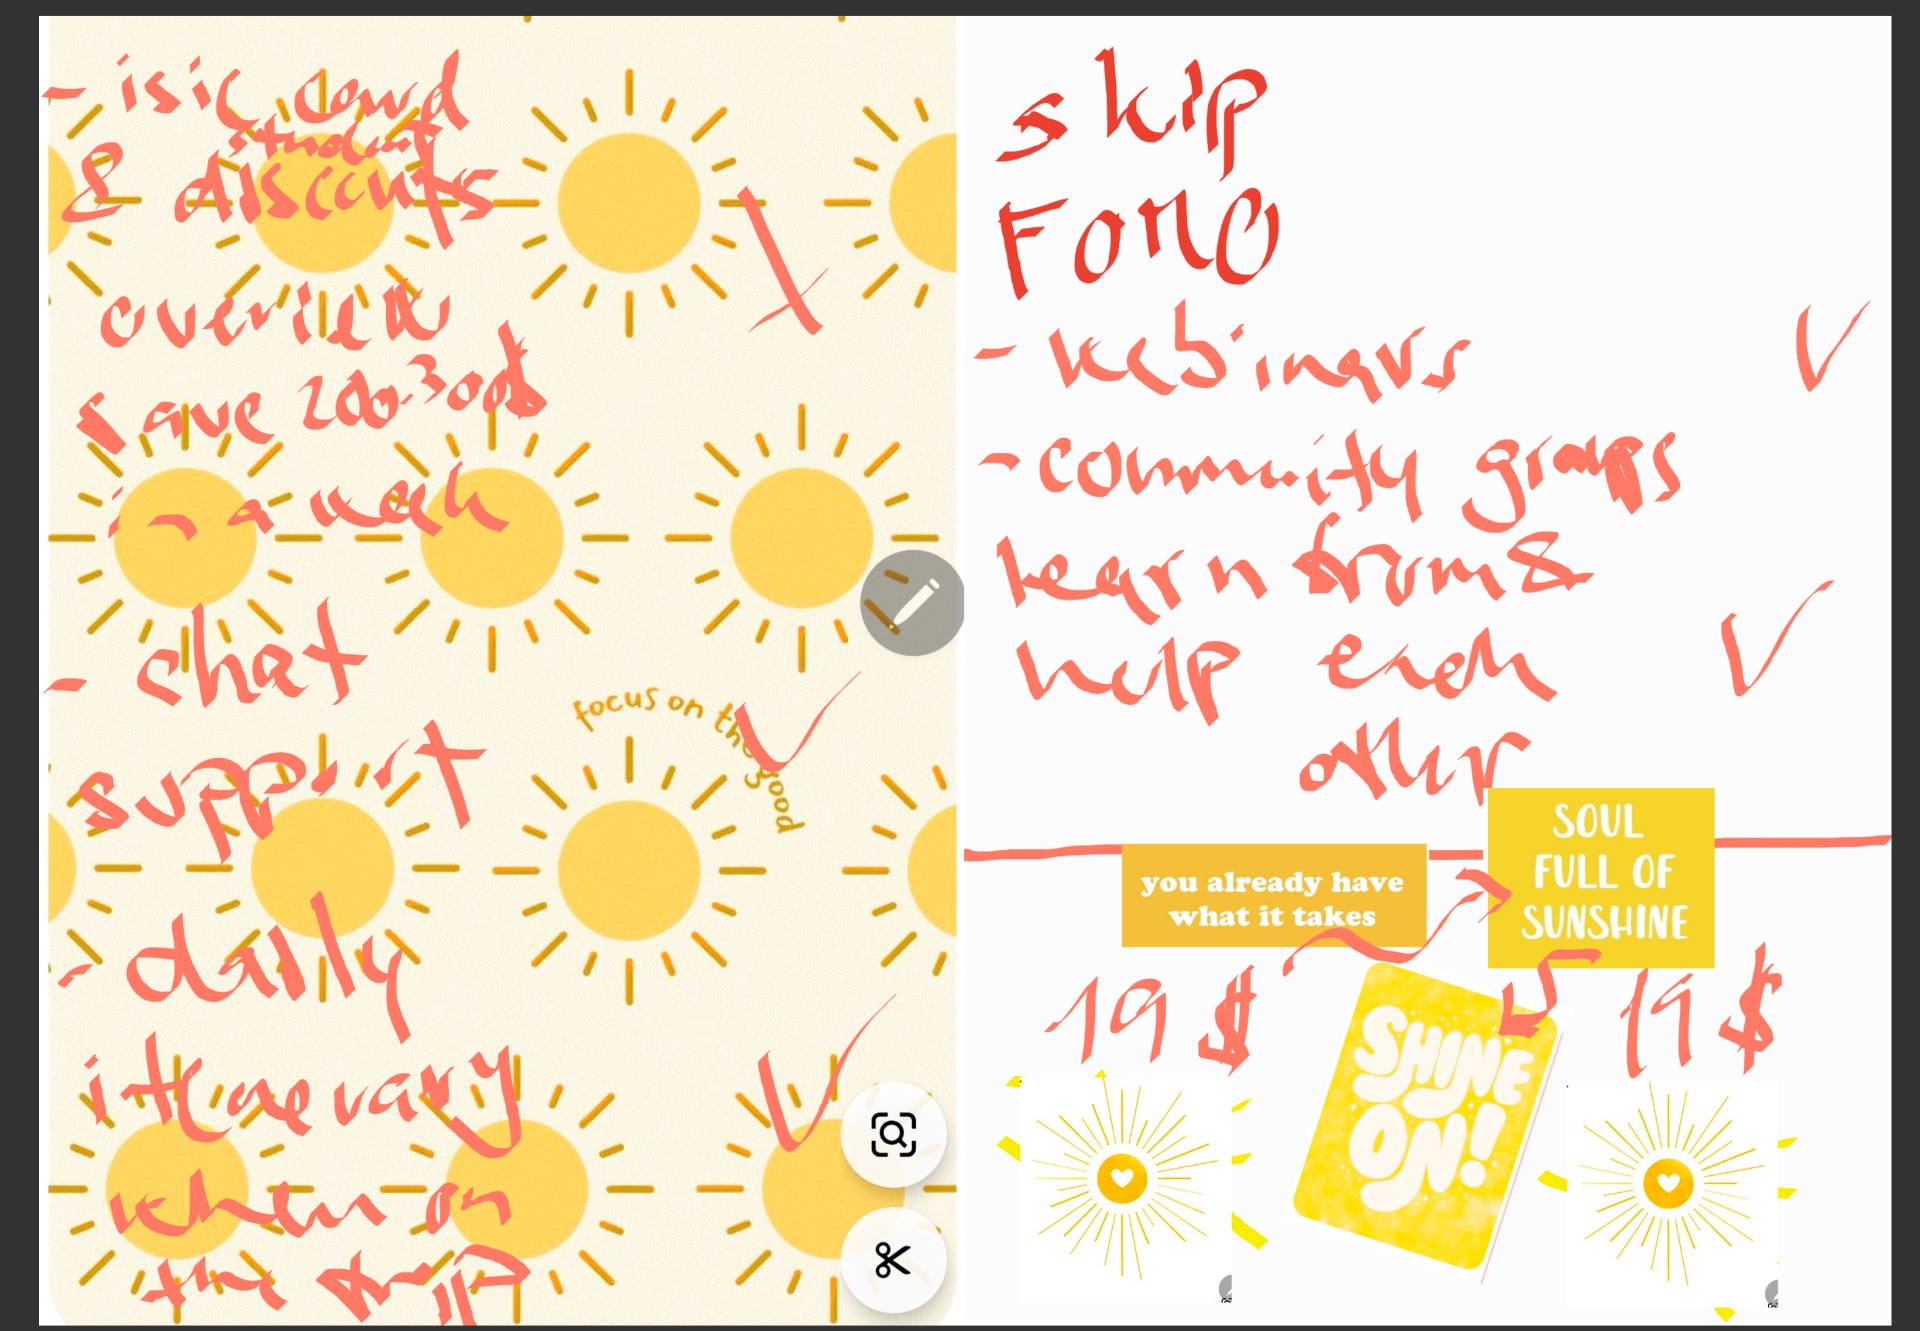 - isic card
student
& discounts
overview
save 200-300$
in a week
- chat
support
focus on the good
- daily
itenerary
when on
the trip
skip
FOMO
- webinars
- community groups
learn from &
help each
other
you already have
what it takes
SOUL
FULL OF
SUNSHINE
19 $
19 $
SHINE
ON!